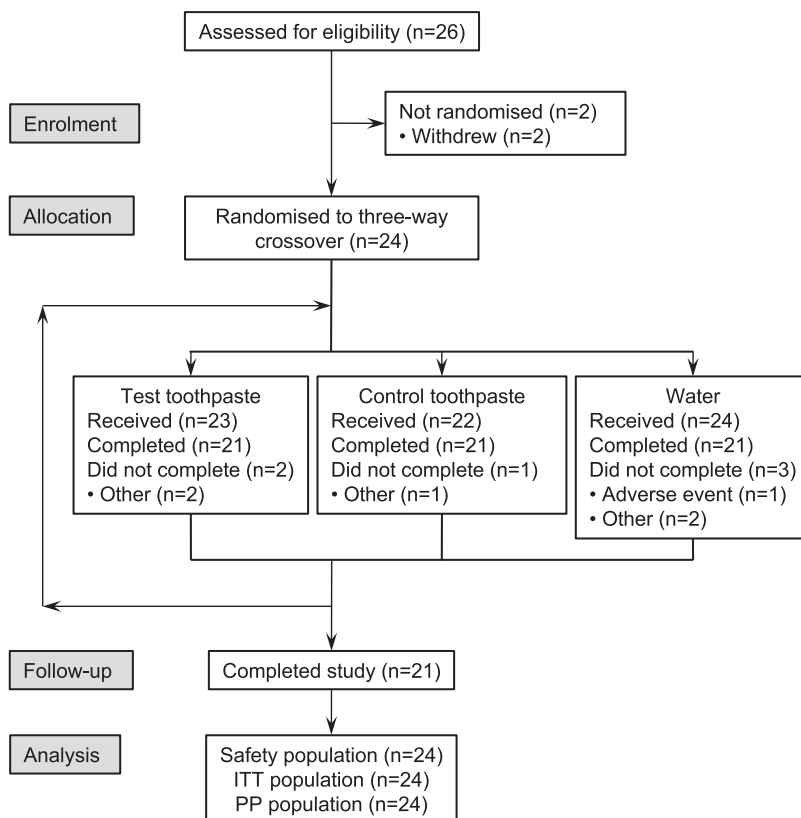 Assessed for eligibility (n=26)
Enrolment
Not randomised (n=2)
• Withdrew (n=2)
Allocation
Randomised to three-way
crossover (n=24)
Test toothpaste
Received (n=23)
Completed (n=21)
Did not complete (n=2)
• Other (n=2)
Control toothpaste
Received (n=22)
Completed (n=21)
Did not complete (n=1)
• Other (n=1)
Water
Received (n=24)
Completed (n=21)
Did not complete (n=3)
• Adverse event (n=1)
• Other (n=2)
Follow-up
Completed study (n=21)
Analysis
Safety population (n=24)
ITT population (n=24)
PP population (n=24)